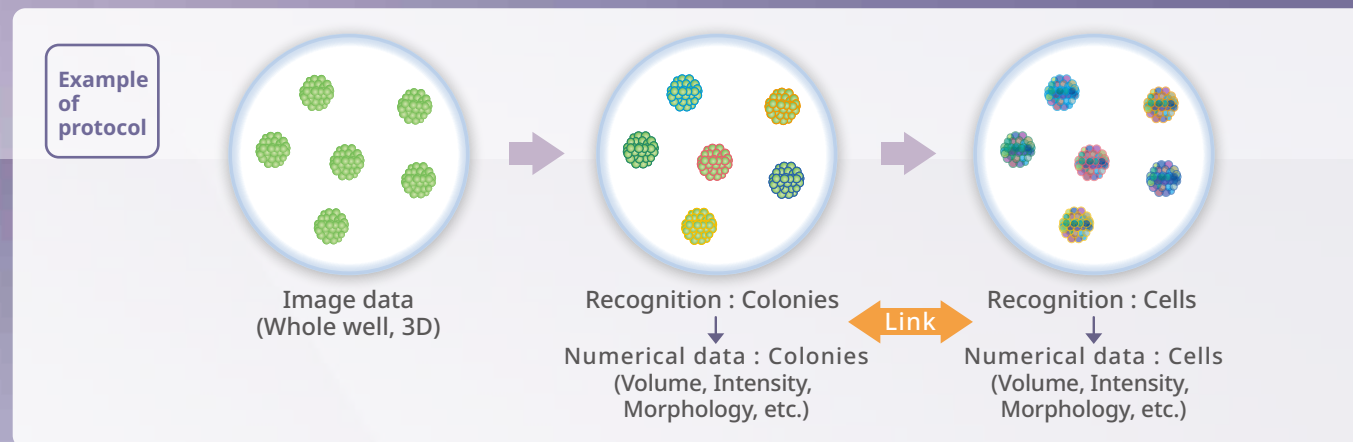 Example
of
protocol
Image data
(Whole well, 3D)
Recognition : Colonies
Numerical data : Colonies
(Volume, Intensity,
Morphology, etc.)
Link
Recognition : Cells
Numerical data : Cells
(Volume, Intensity,
Morphology, etc.)